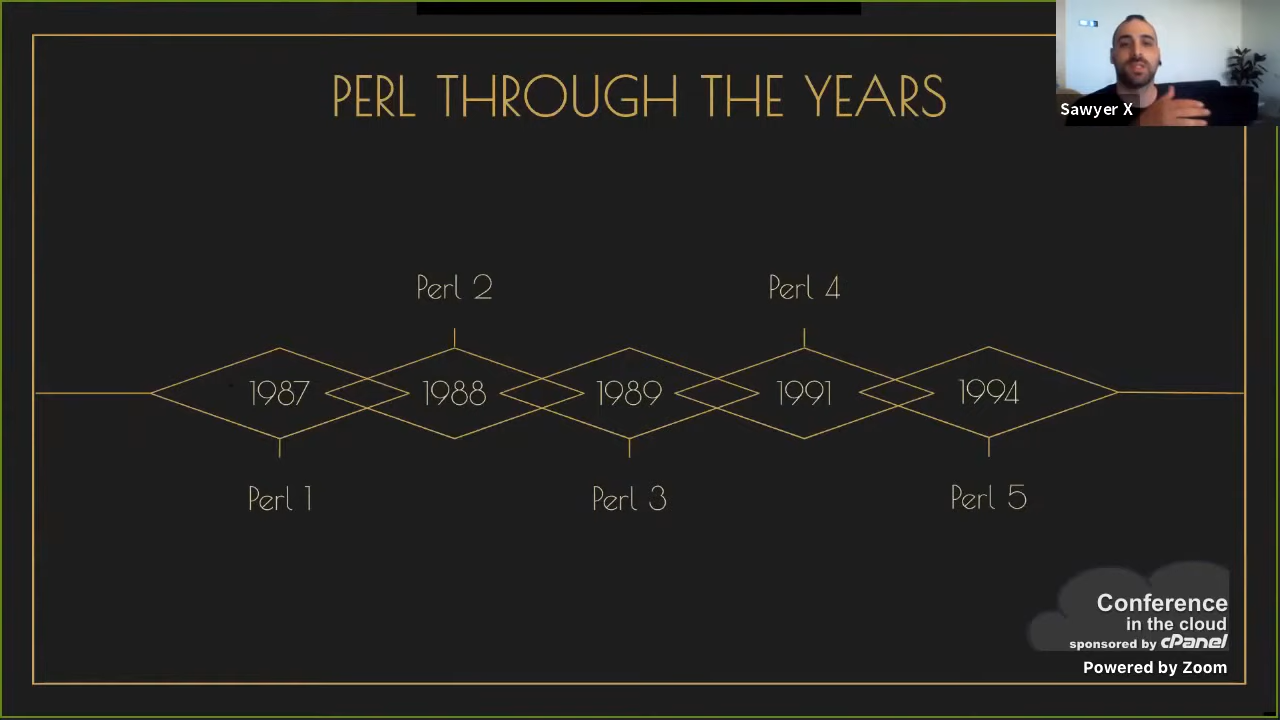 PERL THROUGH THE YEARS
Sawyer X
Perl 2
Perl 4
1987
1988
1989
1991
1994
Perl 1
Perl 3
Perl 5
Conference
in the cloud
sponsored by cPanel
Powered by Zoom